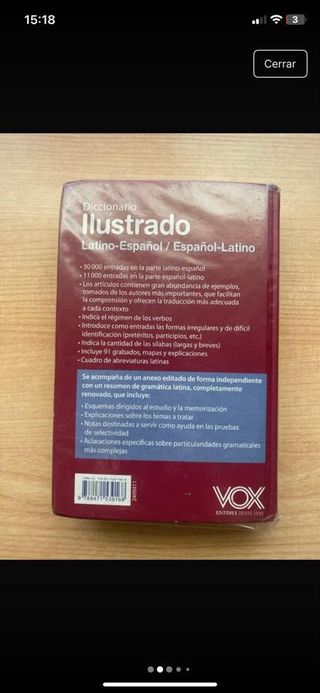 15:18
3
Cerrar
Diccionario
Ilustrado
Latino-Español / Español-Latino
• 30 000 entradas en la parte latino-español
• 11 000 entradas en la parte español-latino
• Los artículos contienen gran abundancia de ejemplos,
tomados de los autores más importantes, que facilitan
la comprensión y ofrecen la traducción más adecuada
a cada contexto
• Indica el régimen de los verbos
• Introduce como entradas las formas irregulares y de difícil
identificación (pretéritos, participios, etc.)
• Indica la cantidad de las sílabas (largas y breves)
• Incluye 91 grabados, mapas y explicaciones
• Cuadro de abreviaturas latinas
Se acompaña de un anexo editado de forma independiente
con un resumen de gramática latina, completamente
renovado, que incluye:
• Esquemas dirigidos al estudio y la memorización
• Explicaciones sobre los temas a tratar
• Notas destinadas a servir como ayuda en las pruebas
de selectividad
• Aclaraciones específicas sobre particularidades gramaticales
más complejas
2409411
VOX
EDITORES DESDE